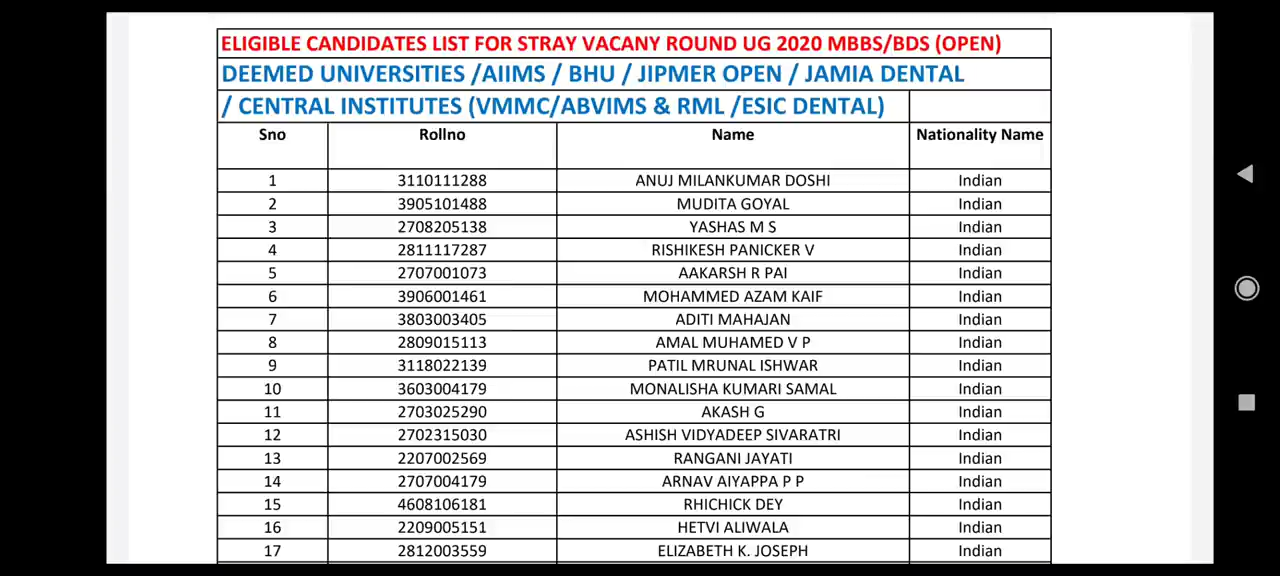 ELIGIBLE CANDIDATES LIST FOR STRAY VACANY ROUND UG 2020 MBBS/BDS (OPEN)
DEEMED UNIVERSITIES /AIIMS / BHU / JIPMER OPEN / JAMIA DENTAL
/ CENTRAL INSTITUTES (VMMC/ABVIMS & RML /ESIC DENTAL)
Sno Rollno Name Nationality Name
1 3110111288 ANUJ MILANKUMAR DOSHI Indian
2 3905101488 MUDITA GOYAL Indian
3 2708205138 YASHAS M S Indian
4 2811117287 RISHIKESH PANICKER V Indian
5 2707001073 AAKARSH R PAI Indian
6 3906001461 MOHAMMED AZAM KAIF Indian
7 3803003405 ADITI MAHAJAN Indian
8 2809015113 AMAL MUHAMED V P Indian
9 3118022139 PATIL MRUNAL ISHWAR Indian
10 3603004179 MONALISHA KUMARI SAMAL Indian
11 2703025290 AKASH G Indian
12 2702315030 ASHISH VIDYADEEP SIVARATRI Indian
13 2207002569 RANGANI JAYATI Indian
14 2707004179 ARNAV AIYAPPA P P Indian
15 4608106181 RHICHICK DEY Indian
16 2209005151 HETVI ALIWALA Indian
17 2812003559 ELIZABETH K. JOSEPH Indian